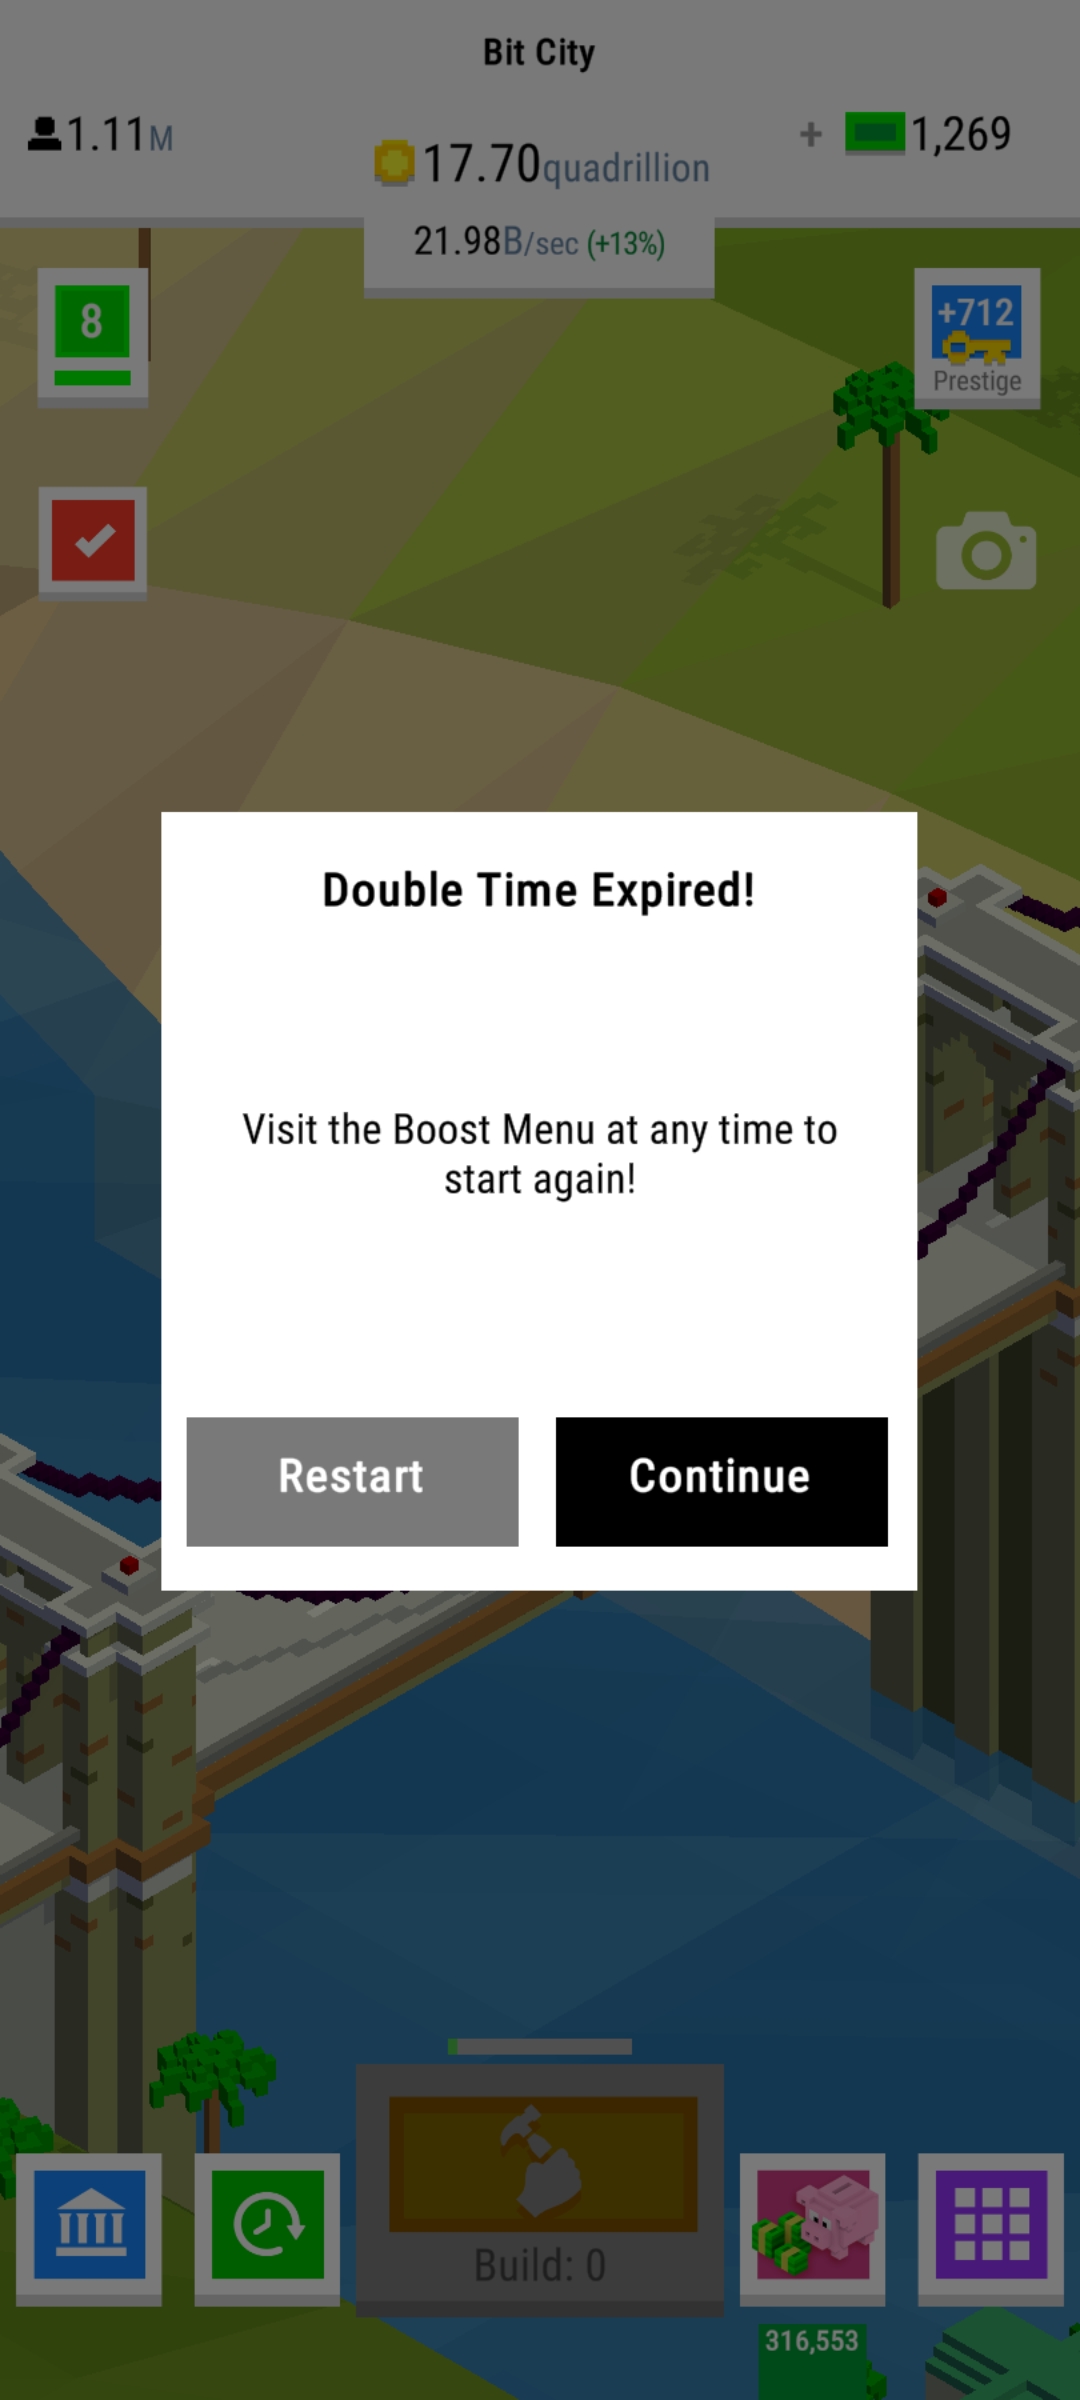 Bit City
1.11M
17.70quadrillion
+ 1,269
21.98B/sec (+13%)
8
+712
Prestige
Double Time Expired!
Visit the Boost Menu at any time to
start again!
Restart
Continue
Build: 0
316,553